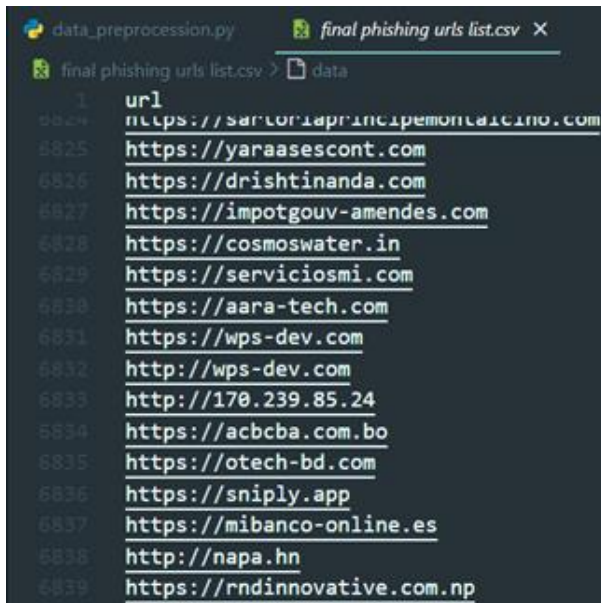 data_preprocession.py final phishing urls list.csv ×
final phishing urls list.csv > data
1 url
6824 https://sartoriaprincipemontalcino.com
6825 https://yaraasescont.com
6826 https://drishtinanda.com
6827 https://impotgouv-amendes.com
6828 https://cosmoswater.in
6829 https://serviciosmi.com
6830 https://aara-tech.com
6831 https://wps-dev.com
6832 http://wps-dev.com
6833 http://170.239.85.24
6834 https://acbcba.com.bo
6835 https://otech-bd.com
6836 https://sniply.app
6837 https://mibanco-online.es
6838 http://napa.hn
6839 https://rndinnovative.com.np